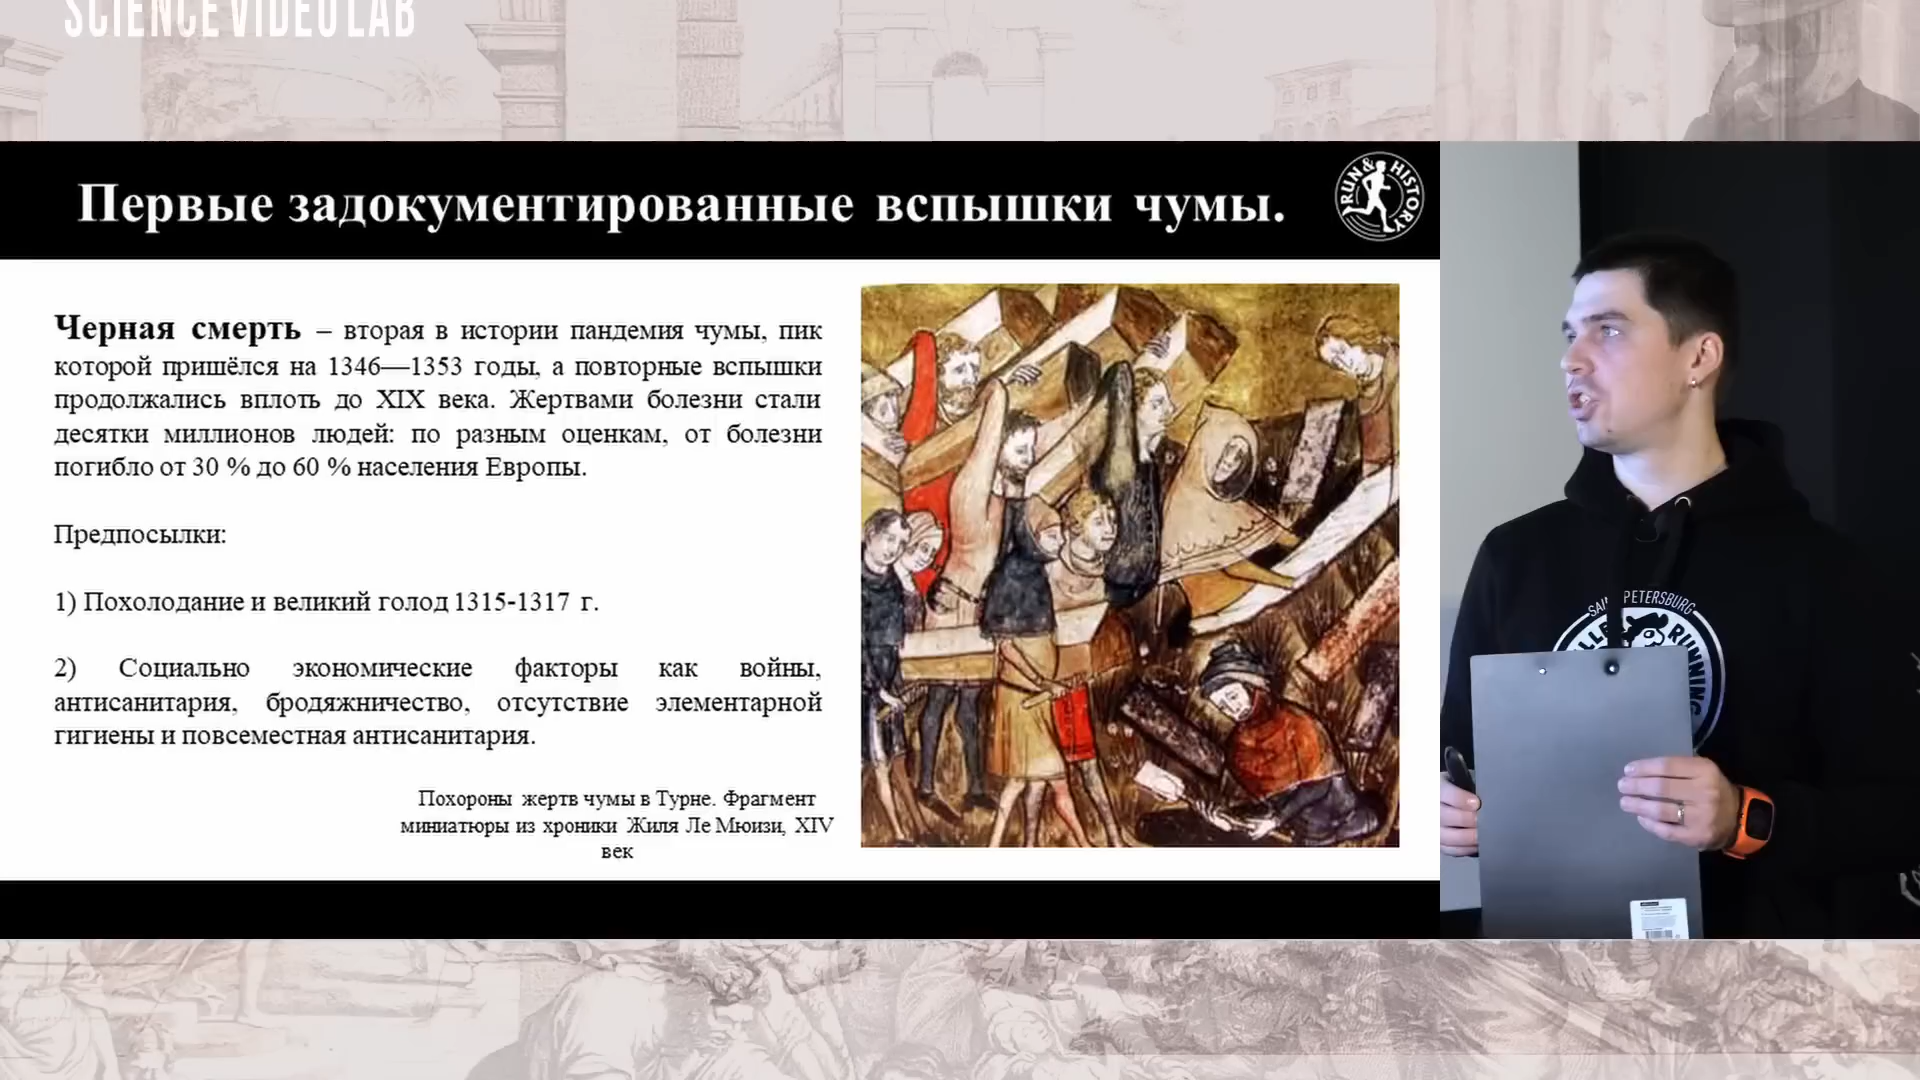 SCIENCE VIDEO LAB
Первые задокументированные вспышки чумы.
RUN & HISTORY
Черная смерть – вторая в истории пандемия чумы, пик
которой пришёлся на 1346—1353 годы, а повторные вспышки
продолжались вплоть до XIX века. Жертвами болезни стали
десятки миллионов людей: по разным оценкам, от болезни
погибло от 30 % до 60 % населения Европы.
Предпосылки:
1) Похолодание и великий голод 1315-1317 г.
2) Социально экономические факторы как войны,
антисанитария, бродяжничество, отсутствие элементарной
гигиены и повсеместная антисанитария.
Похороны жертв чумы в Турне. Фрагмент
миниатюры из хроники Жиля Ле Мюизи, XIV
век
PETERSBURG
RUNNING